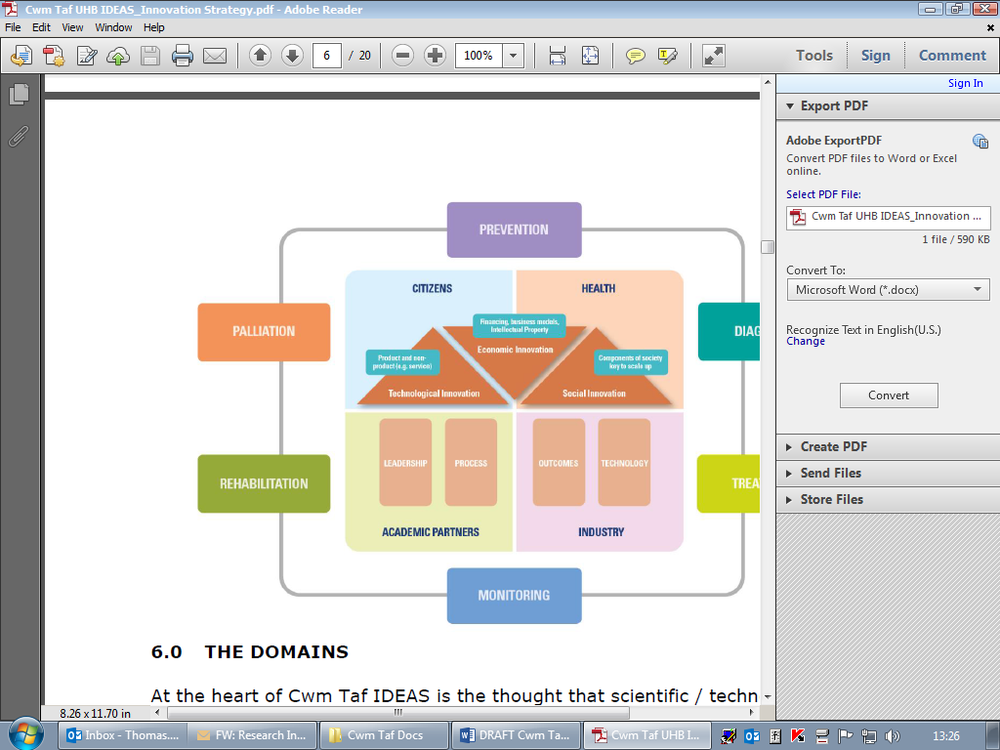 Cwm Taf UHB IDEAS_Innovation Strategy.pdf - Adobe Reader
File Edit View Window Help
6 / 20 100% Tools Sign Comment
Sign In
Export PDF
Adobe ExportPDF
Convert PDF files to Word or Excel
online.
Select PDF File:
Cwm Taf UHB IDEAS_Innovation ...
1 file / 590 KB
Convert To:
Microsoft Word (*.docx)
Recognize Text in English(U.S.)
Change
Convert
Create PDF
Send Files
Store Files
PREVENTION
CITIZENS
HEALTH
PALLIATION
DIAG
Financing, business models,
Intellectual Property
Economic Innovation
Product and non-
product (e.g. service)
Components of society
key to scale up
Technological Innovation
Social Innovation
LEADERSHIP
PROCESS
OUTCOMES
TECHNOLOGY
REHABILITATION
TREA
ACADEMIC PARTNERS
INDUSTRY
MONITORING
6.0 THE DOMAINS
At the heart of Cwm Taf IDEAS is the thought that scientific / techn
8.26 x 11.70 in
Inbox - Thomas....
FW: Research In...
Cwm Taf Docs
DRAFT Cwm Ta...
Cwm Taf UHB I...
13:26